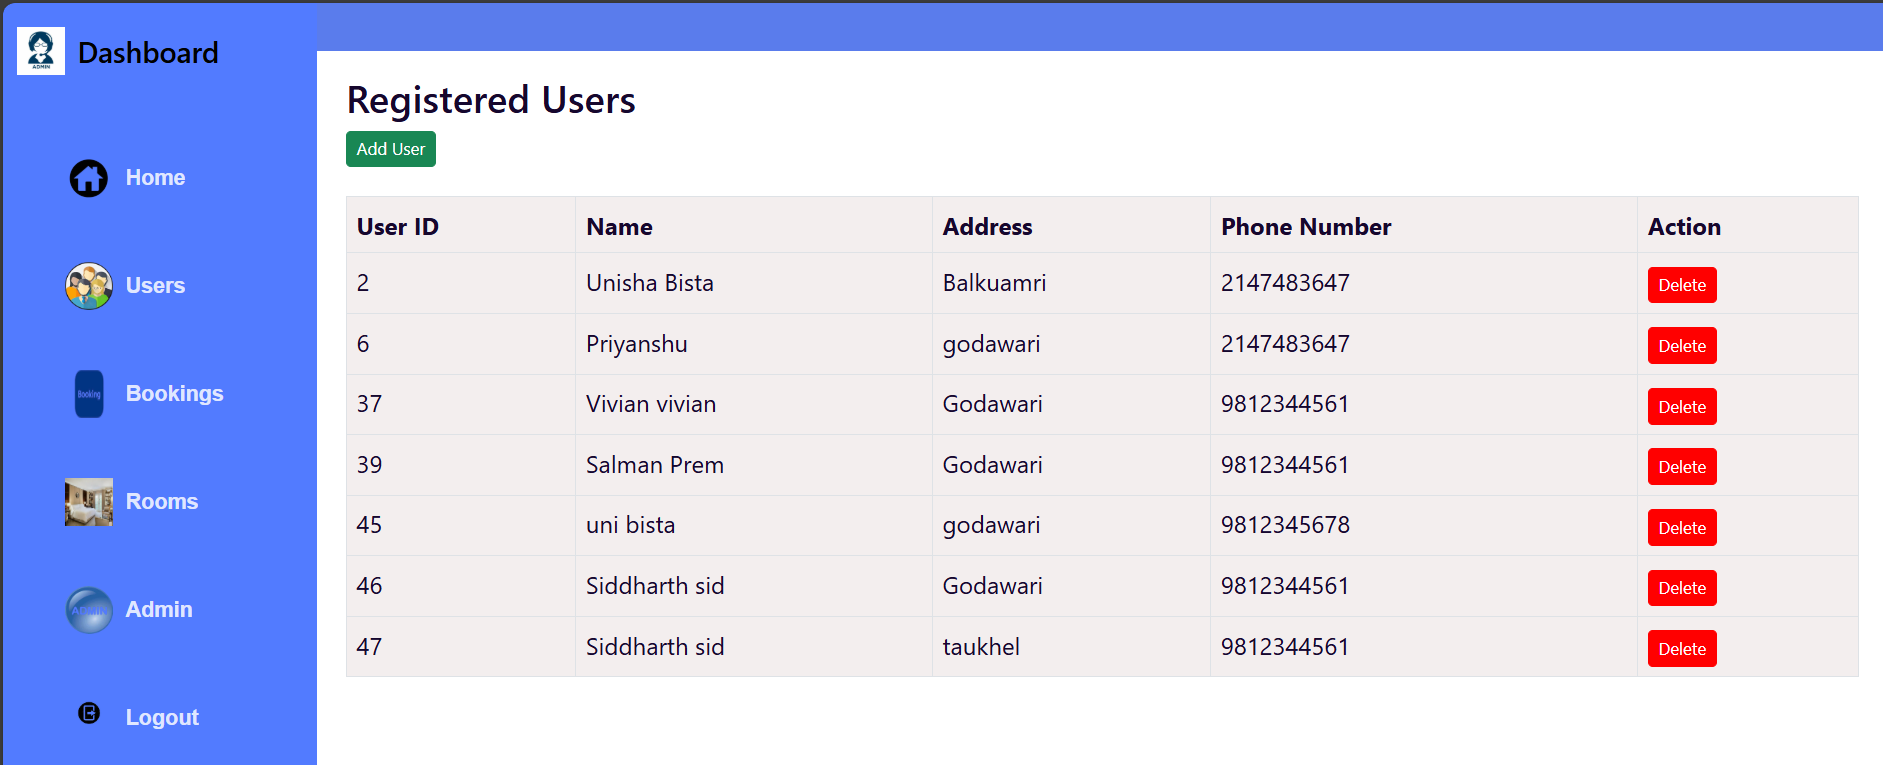 ADMIN
Dashboard
Home
Users
Booking
Bookings
Rooms
ADMIN
Admin
Logout
Registered Users
Add User
User ID Name Address Phone Number Action
2 Unisha Bista Balkuamri 2147483647 Delete
6 Priyanshu godawari 2147483647 Delete
37 Vivian vivian Godawari 9812344561 Delete
39 Salman Prem Godawari 9812344561 Delete
45 uni bista godawari 9812345678 Delete
46 Siddharth sid Godawari 9812344561 Delete
47 Siddharth sid taukhel 9812344561 Delete